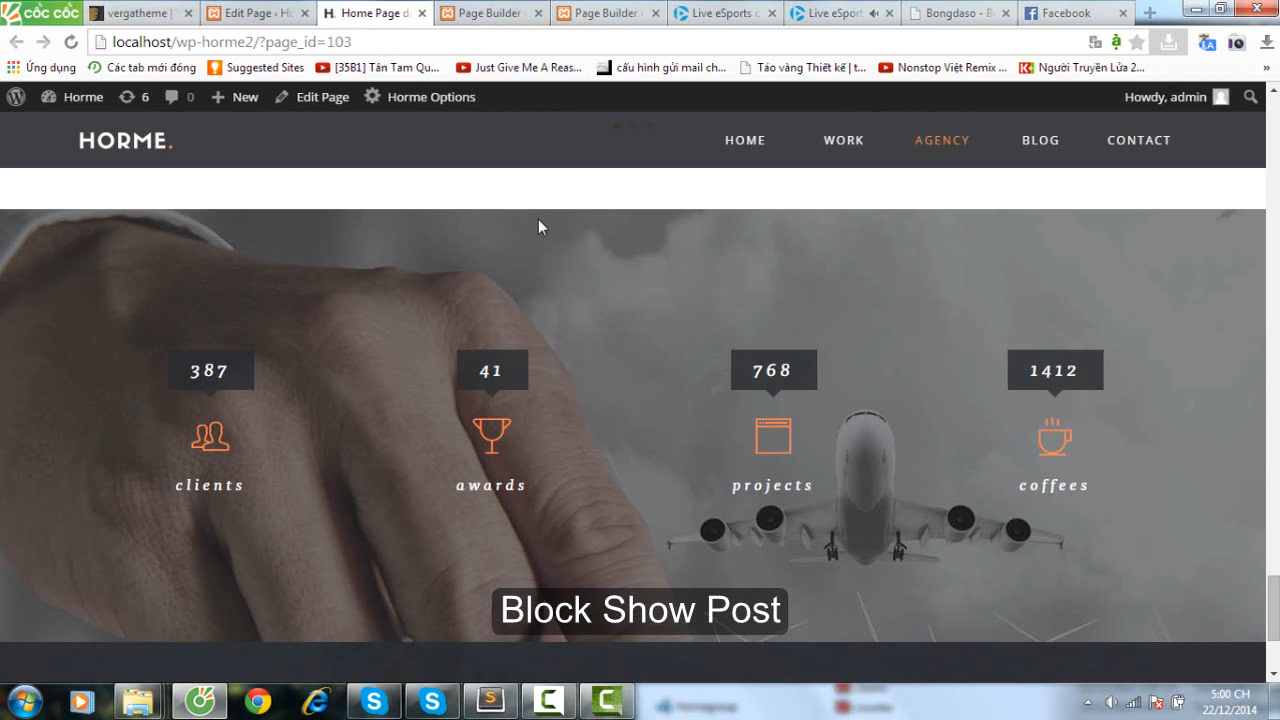 CỐC CỐC
vergatheme |
Edit Page ‹ Ho
Home Page d
Page Builder ‹
Page Builder ‹
Live eSports c
Live eSport
Bongdaso - B
Facebook
localhost/wp-horme2/?page_id=103
Ứng dụng
Các tab mới đóng
Suggested Sites
[35B1] Tân Tam Qu...
Just Give Me A Reas...
cấu hình gửi mail ch...
Táo vàng Thiết kế | t...
Nonstop Việt Remix ...
Người Truyền Lửa 2...
»
Horme
6
0
New
Edit Page
Horme Options
Howdy, admin
HORME.
HOME
WORK
AGENCY
BLOG
CONTACT
387
41
768
1412
clients
awards
projects
coffees
Block Show Post
5:00 CH
22/12/2014